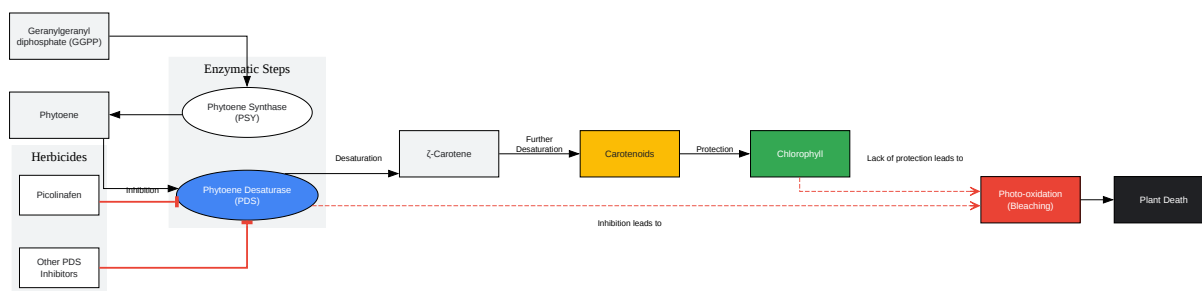 Geranylgeranyl
diphosphate (GGPP)
Enzymatic Steps
Phytoene Synthase
(PSY)
Phytoene
Herbicides
Picolinafen
Inhibition
Phytoene Desaturase
(PDS)
Other PDS
Inhibitors
Desaturation
ζ-Carotene
Further
Desaturation
Carotenoids
Protection
Chlorophyll
Lack of protection leads to
Inhibition leads to
Photo-oxidation
(Bleaching)
Plant Death